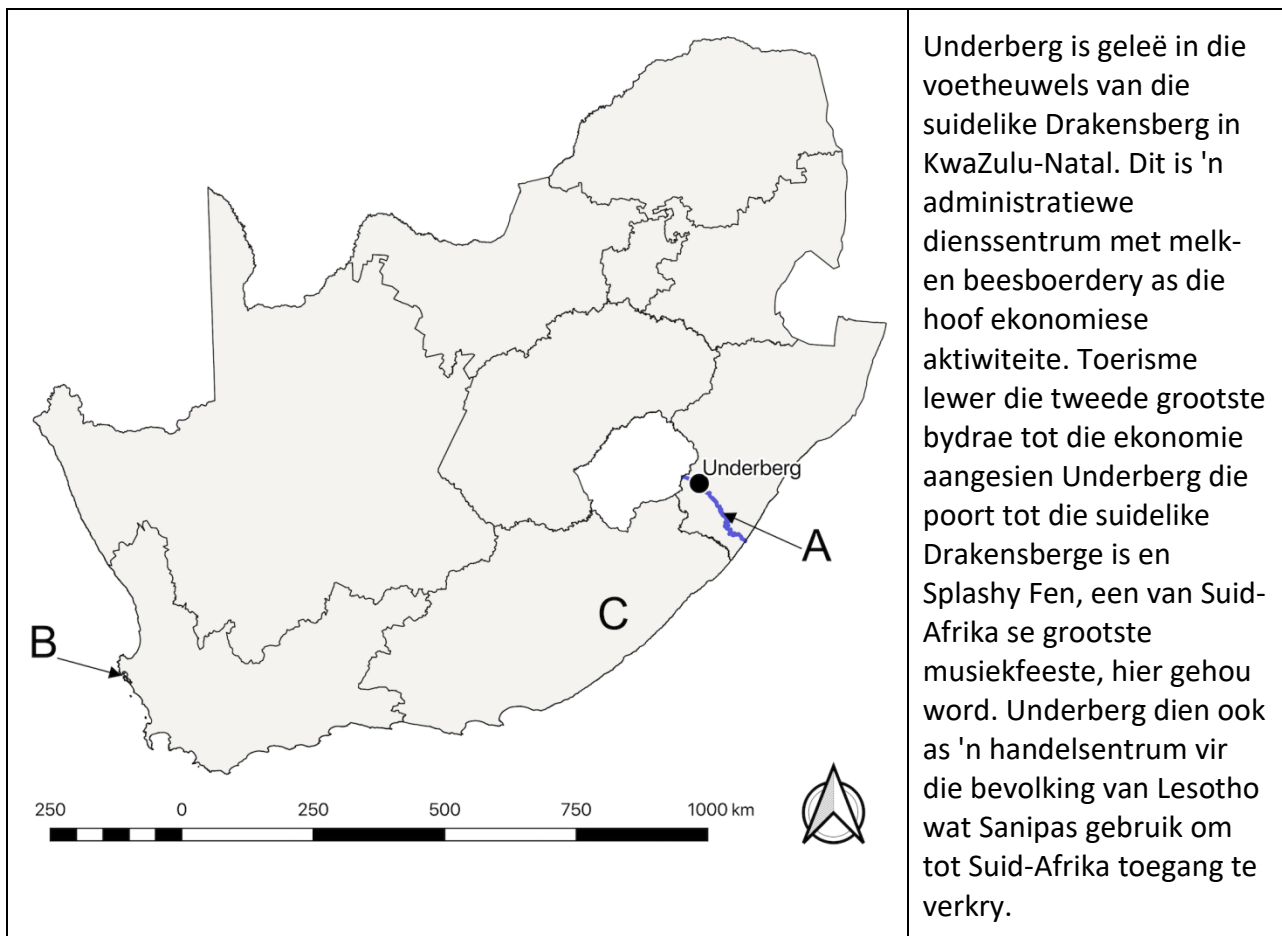 Underberg
A
C
B
250 0 250 500 750 1000 km
Underberg is geleë in die
voetheuwels van die
suidelike Drakensberg in
KwaZulu-Natal. Dit is 'n
administratiewe
dienssentrum met melk-
en beesboerdery as die
hoof ekonomiese
aktiwiteite. Toerisme
lewer die tweede grootste
bydrae tot die ekonomie
aangesien Underberg die
poort tot die suidelike
Drakensberge is en
Splashy Fen, een van Suid-
Afrika se grootste
musiekfeeste, hier gehou
word. Underberg dien ook
as 'n handelsentrum vir
die bevolking van Lesotho
wat Sanipas gebruik om
tot Suid-Afrika toegang te
verkry.